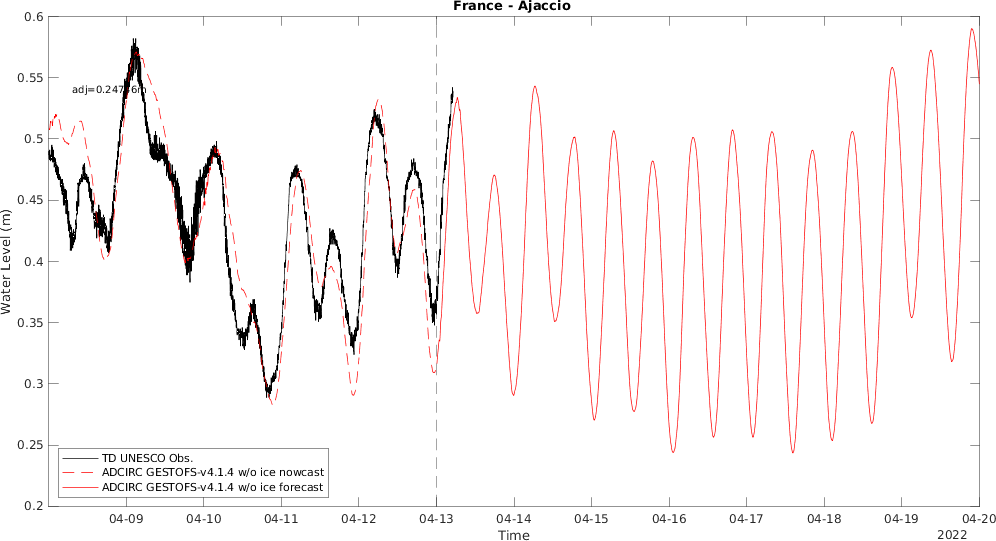 France - Ajaccio
0.6
0.55
0.5
0.45
0.4
0.35
0.3
0.25
0.2
Water Level (m)
TD UNESCO Obs.
ADCIRC GESTOFS-v4.1.4 w/o ice nowcast
ADCIRC GESTOFS-v4.1.4 w/o ice forecast
04-09 04-10 04-11 04-12 04-13 04-14 04-15 04-16 04-17 04-18 04-19 04-20
Time
2022